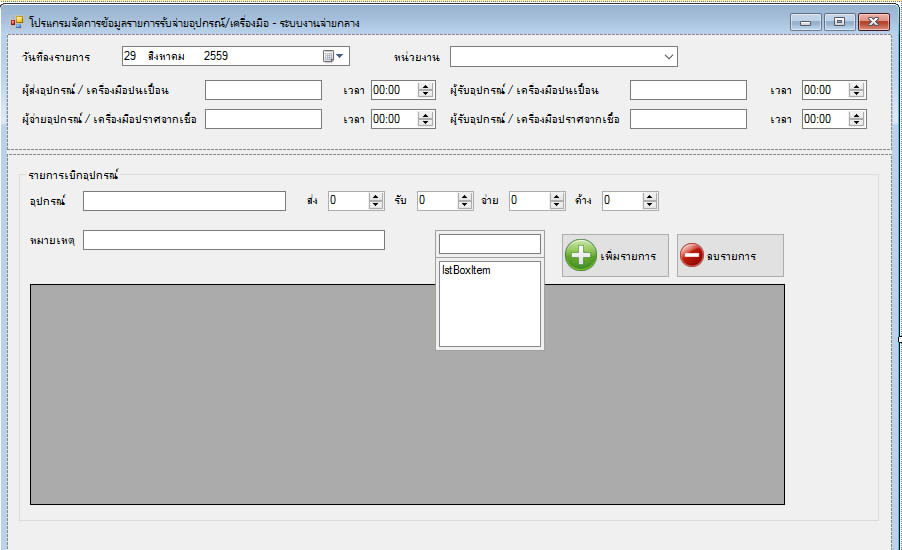 โปรแกรมจัดการข้อมูลรายการรับจ่ายอุปกรณ์/เครื่องมือ - ระบบงานจ่ายกลาง
วันที่ลงรายการ 29 สิงหาคม 2559 หน่วยงาน
ผู้ส่งอุปกรณ์ / เครื่องมือปนเปื้อน เวลา 00:00 ผู้รับอุปกรณ์ / เครื่องมือปนเปื้อน เวลา 00:00
ผู้จ่ายอุปกรณ์ / เครื่องมือปราศจากเชื้อ เวลา 00:00 ผู้รับอุปกรณ์ / เครื่องมือปราศจากเชื้อ เวลา 00:00
รายการเบิกอุปกรณ์
อุปกรณ์ ส่ง 0 รับ 0 จ่าย 0 ค้าง 0
หมายเหตุ
เพิ่มรายการ ลบรายการ
lstBoxItem